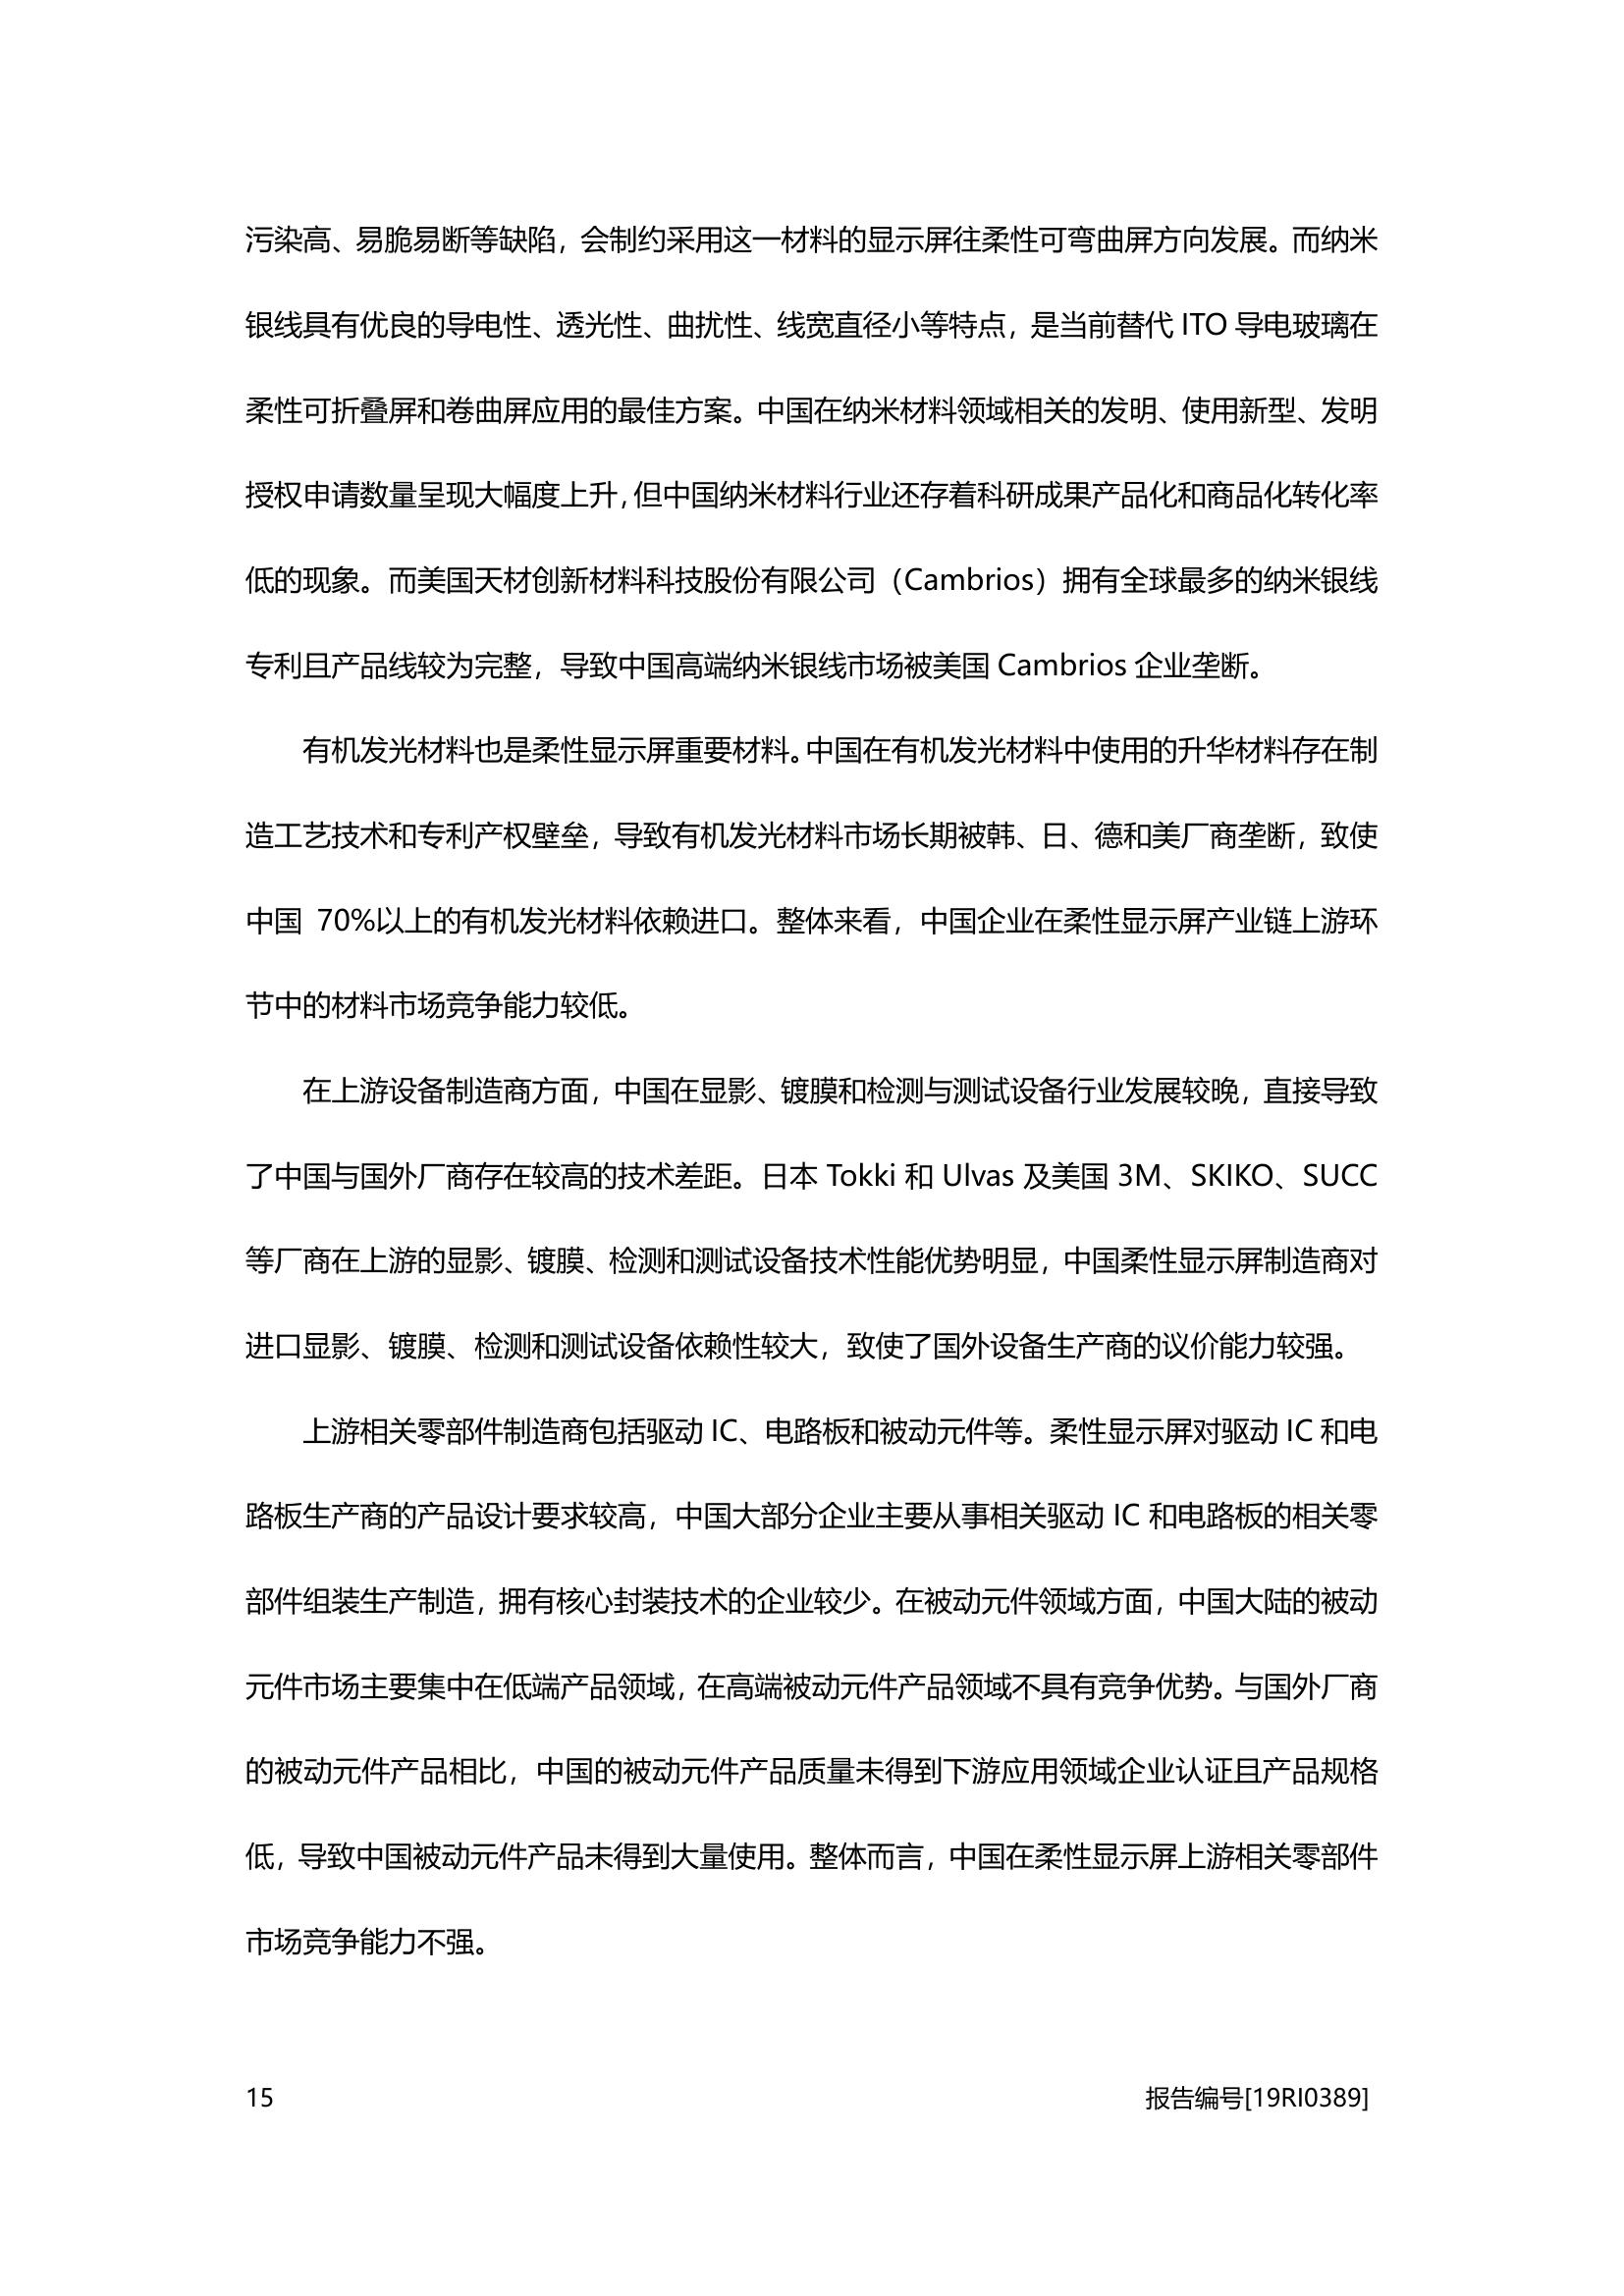 污染高、易脆易断等缺陷，会制约采用这一材料的显示屏往柔性可弯曲屏方向发展。而纳米
银线具有优良的导电性、透光性、曲扰性、线宽直径小等特点，是当前替代 ITO 导电玻璃在
柔性可折叠屏和卷曲屏应用的最佳方案。中国在纳米材料领域相关的发明、使用新型、发明
授权申请数量呈现大幅度上升，但中国纳米材料行业还存着科研成果产品化和商品化转化率
低的现象。而美国天材创新材料科技股份有限公司（Cambrios）拥有全球最多的纳米银线
专利且产品线较为完整，导致中国高端纳米银线市场被美国 Cambrios 企业垄断。
有机发光材料也是柔性显示屏重要材料。中国在有机发光材料中使用的升华材料存在制
造工艺技术和专利产权壁垒，导致有机发光材料市场长期被韩、日、德和美厂商垄断，致使
中国 70%以上的有机发光材料依赖进口。整体来看，中国企业在柔性显示屏产业链上游环
节中的材料市场竞争能力较低。
在上游设备制造商方面，中国在显影、镀膜和检测与测试设备行业发展较晚，直接导致
了中国与国外厂商存在较高的技术差距。日本 Tokki 和 Ulvas 及美国 3M、SKIKO、SUCC
等厂商在上游的显影、镀膜、检测和测试设备技术性能优势明显，中国柔性显示屏制造商对
进口显影、镀膜、检测和测试设备依赖性较大，致使了国外设备生产商的议价能力较强。
上游相关零部件制造商包括驱动 IC、电路板和被动元件等。柔性显示屏对驱动 IC 和电
路板生产商的产品设计要求较高，中国大部分企业主要从事相关驱动 IC 和电路板的相关零
部件组装生产制造，拥有核心封装技术的企业较少。在被动元件领域方面，中国大陆的被动
元件市场主要集中在低端产品领域，在高端被动元件产品领域不具有竞争优势。与国外厂商
的被动元件产品相比，中国的被动元件产品质量未得到下游应用领域企业认证且产品规格
低，导致中国被动元件产品未得到大量使用。整体而言，中国在柔性显示屏上游相关零部件
市场竞争能力不强。
15 报告编号[19RI0389]